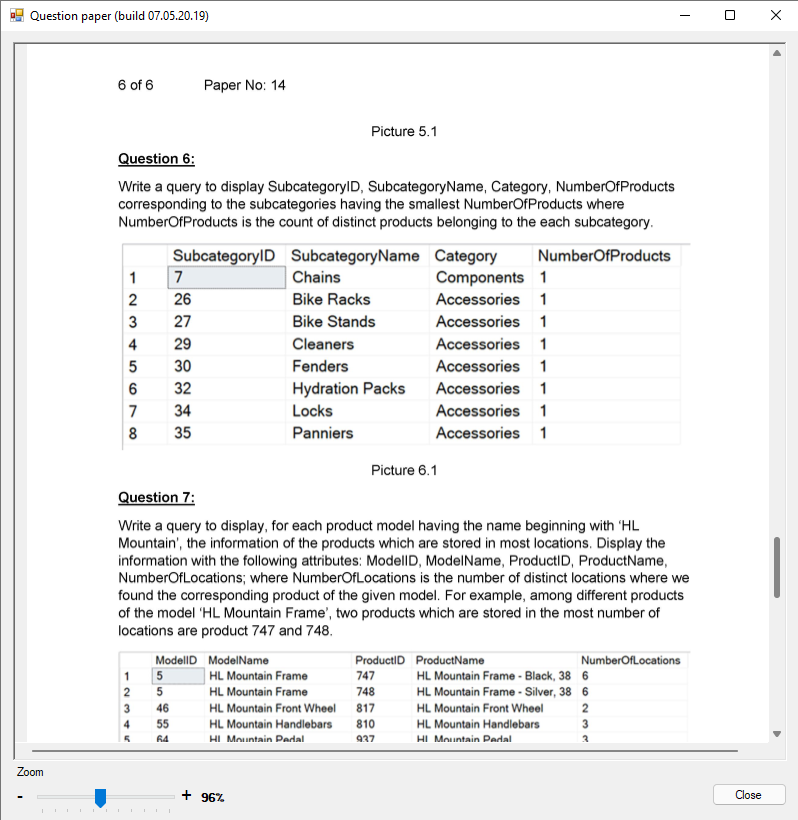 Question paper (build 07.05.20.19)
6 of 6 Paper No: 14
Picture 5.1
Question 6:
Write a query to display SubcategoryID, SubcategoryName, Category, NumberOfProducts
corresponding to the subcategories having the smallest NumberOfProducts where
NumberOfProducts is the count of distinct products belonging to the each subcategory.
SubcategoryID SubcategoryName Category NumberOfProducts
1 7 Chains Components 1
2 26 Bike Racks Accessories 1
3 27 Bike Stands Accessories 1
4 29 Cleaners Accessories 1
5 30 Fenders Accessories 1
6 32 Hydration Packs Accessories 1
7 34 Locks Accessories 1
8 35 Panniers Accessories 1
Picture 6.1
Question 7:
Write a query to display, for each product model having the name beginning with ‘HL
Mountain’, the information of the products which are stored in most locations. Display the
information with the following attributes: ModelID, ModelName, ProductID, ProductName,
NumberOfLocations; where NumberOfLocations is the number of distinct locations where we
found the corresponding product of the given model. For example, among different products
of the model ‘HL Mountain Frame’, two products which are stored in the most number of
locations are product 747 and 748.
ModelID ModelName ProductID ProductName NumberOfLocations
1 5 HL Mountain Frame 747 HL Mountain Frame - Black, 38 6
2 5 HL Mountain Frame 748 HL Mountain Frame - Silver, 38 6
3 46 HL Mountain Front Wheel 817 HL Mountain Front Wheel 2
4 55 HL Mountain Handlebars 810 HL Mountain Handlebars 3
5 64 HL Mountain Pedal 937 HL Mountain Pedal 3
Zoom
- + 96%
Close